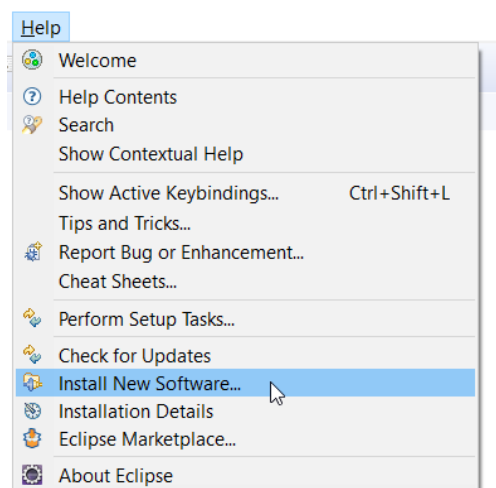 Help
Welcome
Help Contents
Search
Show Contextual Help
Show Active Keybindings... Ctrl+Shift+L
Tips and Tricks...
Report Bug or Enhancement...
Cheat Sheets...
Perform Setup Tasks...
Check for Updates
Install New Software...
Installation Details
Eclipse Marketplace...
About Eclipse